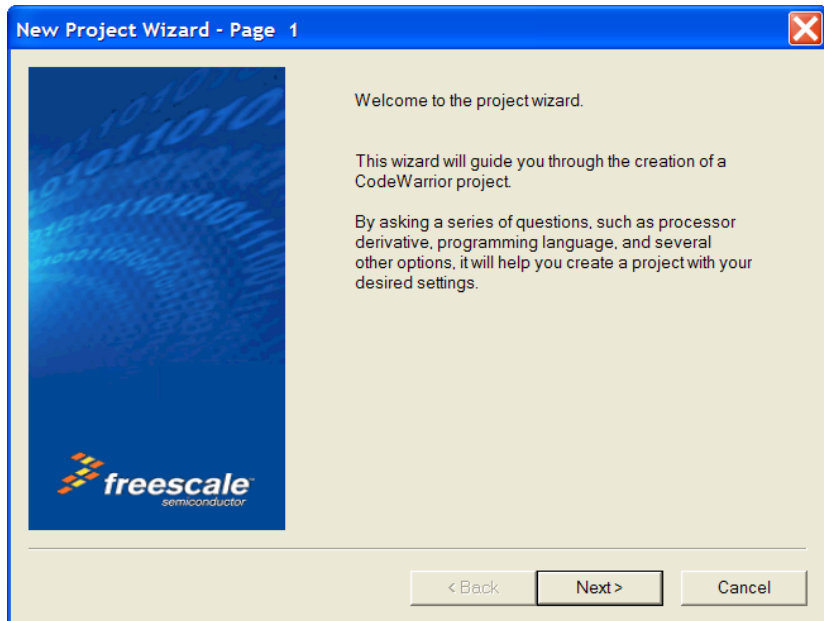 New Project Wizard - Page 1
Welcome to the project wizard.
This wizard will guide you through the creation of a
CodeWarrior project.
By asking a series of questions, such as processor
derivative, programming language, and several
other options, it will help you create a project with your
desired settings.
freescale™
semiconductor
< Back
Next >
Cancel